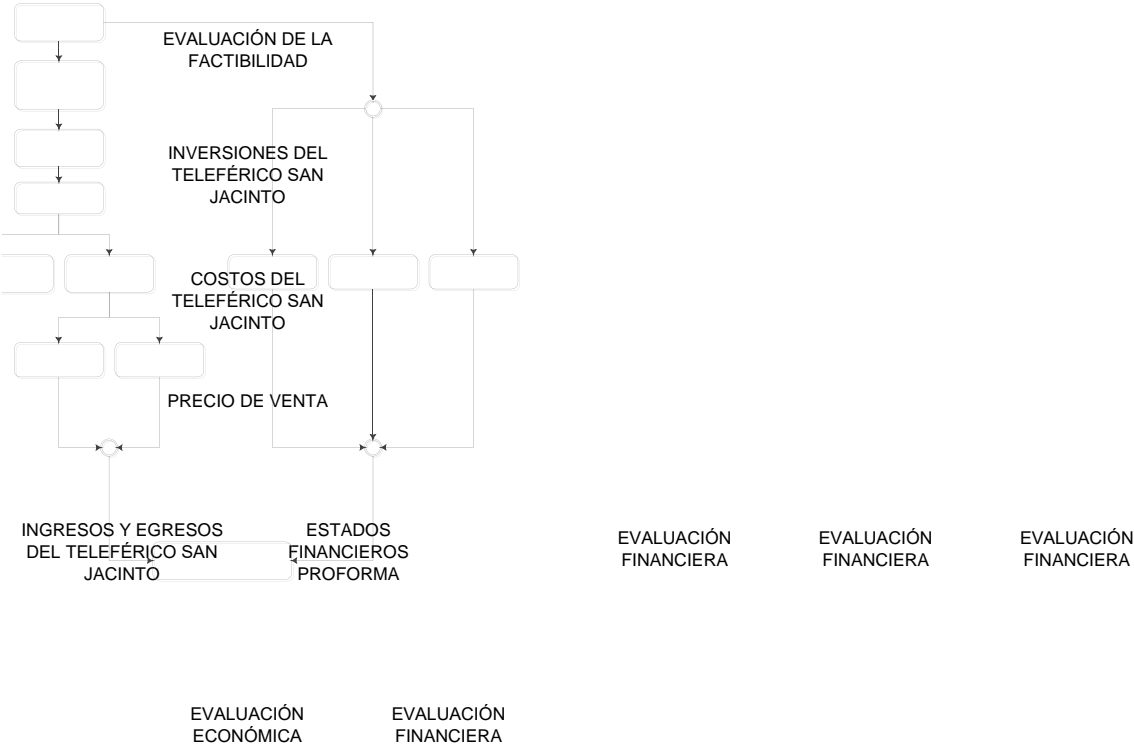 EVALUACIÓN DE LA
FACTIBILIDAD
INVERSIONES DEL
TELEFÉRICO SAN
JACINTO
COSTOS DEL
TELEFÉRICO SAN
JACINTO
PRECIO DE VENTA
INGRESOS Y EGRESOS
DEL TELEFÉRICO SAN
JACINTO
ESTADOS
FINANCIEROS
PROFORMA
EVALUACIÓN
FINANCIERA
EVALUACIÓN
FINANCIERA
EVALUACIÓN
FINANCIERA
EVALUACIÓN
ECONÓMICA
EVALUACIÓN
FINANCIERA